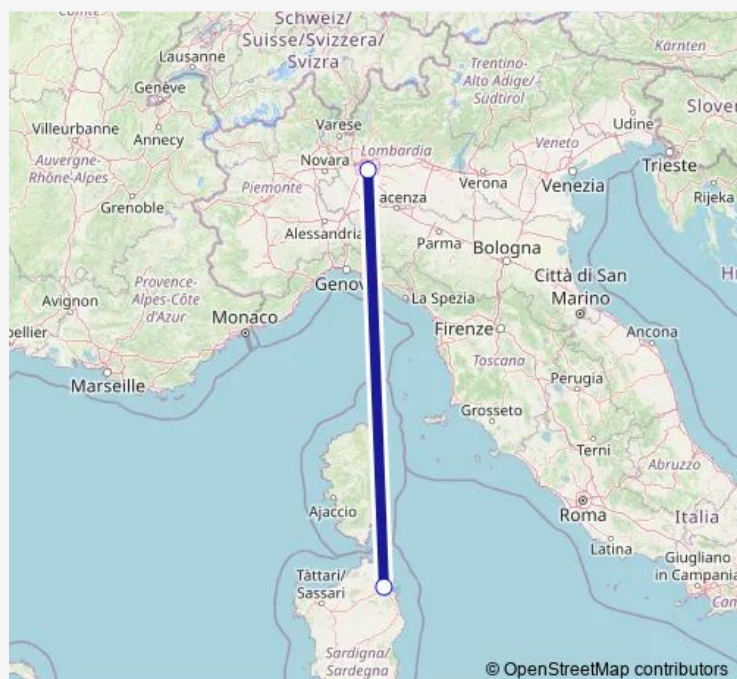 Schweiz/
Suisse/Svizzera/
Svizra
Kärnten
Lausanne
Trentino-
Alto Adige/
Südtirol
Genève
Varese
Udine
Slover
Villeurbanne
Annecy
Lombardia
Veneto
Trieste
Auvergne-
Rhône-Alpes
Novara
Piemonte
Verona
Venezia
Rijeka
Grenoble
acenza
Alessandria
Parma
Bologna
Genov
Città di San
Marino
Provence-
Alpes-Côte
d'Azur
La Spezia
Avignon
Monaco
Firenze
Ancona
pellier
Toscana
Marseille
Perugia
Grosseto
Terni
Abruzzo
Ajaccio
Roma
Italia
Latina
Giugliano
in Campania
Tàttari/
Sassari
Sardigna/
Sardegna
© OpenStreetMap contributors